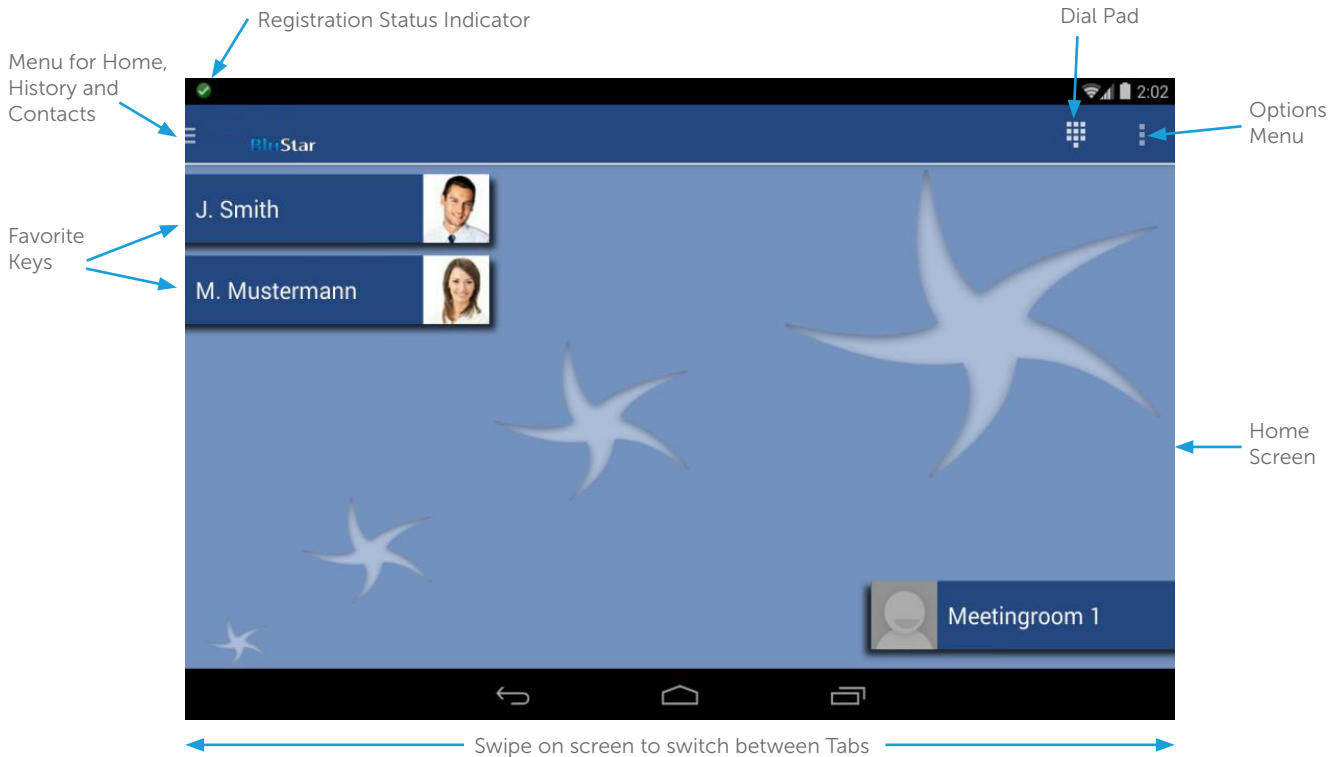 Registration Status Indicator
Dial Pad
Menu for Home,
History and
Contacts
2:02
Options
Menu
BluStar
J. Smith
Favorite
Keys
M. Mustermann
Home
Screen
Meetingroom 1
Swipe on screen to switch between Tabs